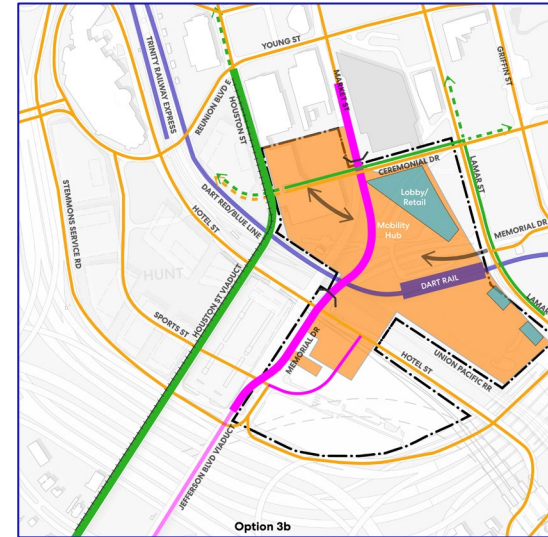 YOUNG ST
GRIFFIN ST
TRINITY RAILWAY EXPRESS
REUNION BLVD E
HOUSTON ST
MARKET ST
CEREMONIAL DR
LAMAR ST
Lobby/
Retail
Mobility
Hub
MEMORIAL DR
DART RED/BLUE LINE
HOTEL ST
STEMMONS SERVICE RD
HUNT
DART RAIL
LAMAR
HOUSTON ST VIADUCT
SPORTS ST
MEMORIAL DR
HOTEL ST
UNION PACIFIC RR
JEFFERSON BLVD VIADUCT
Option 3b